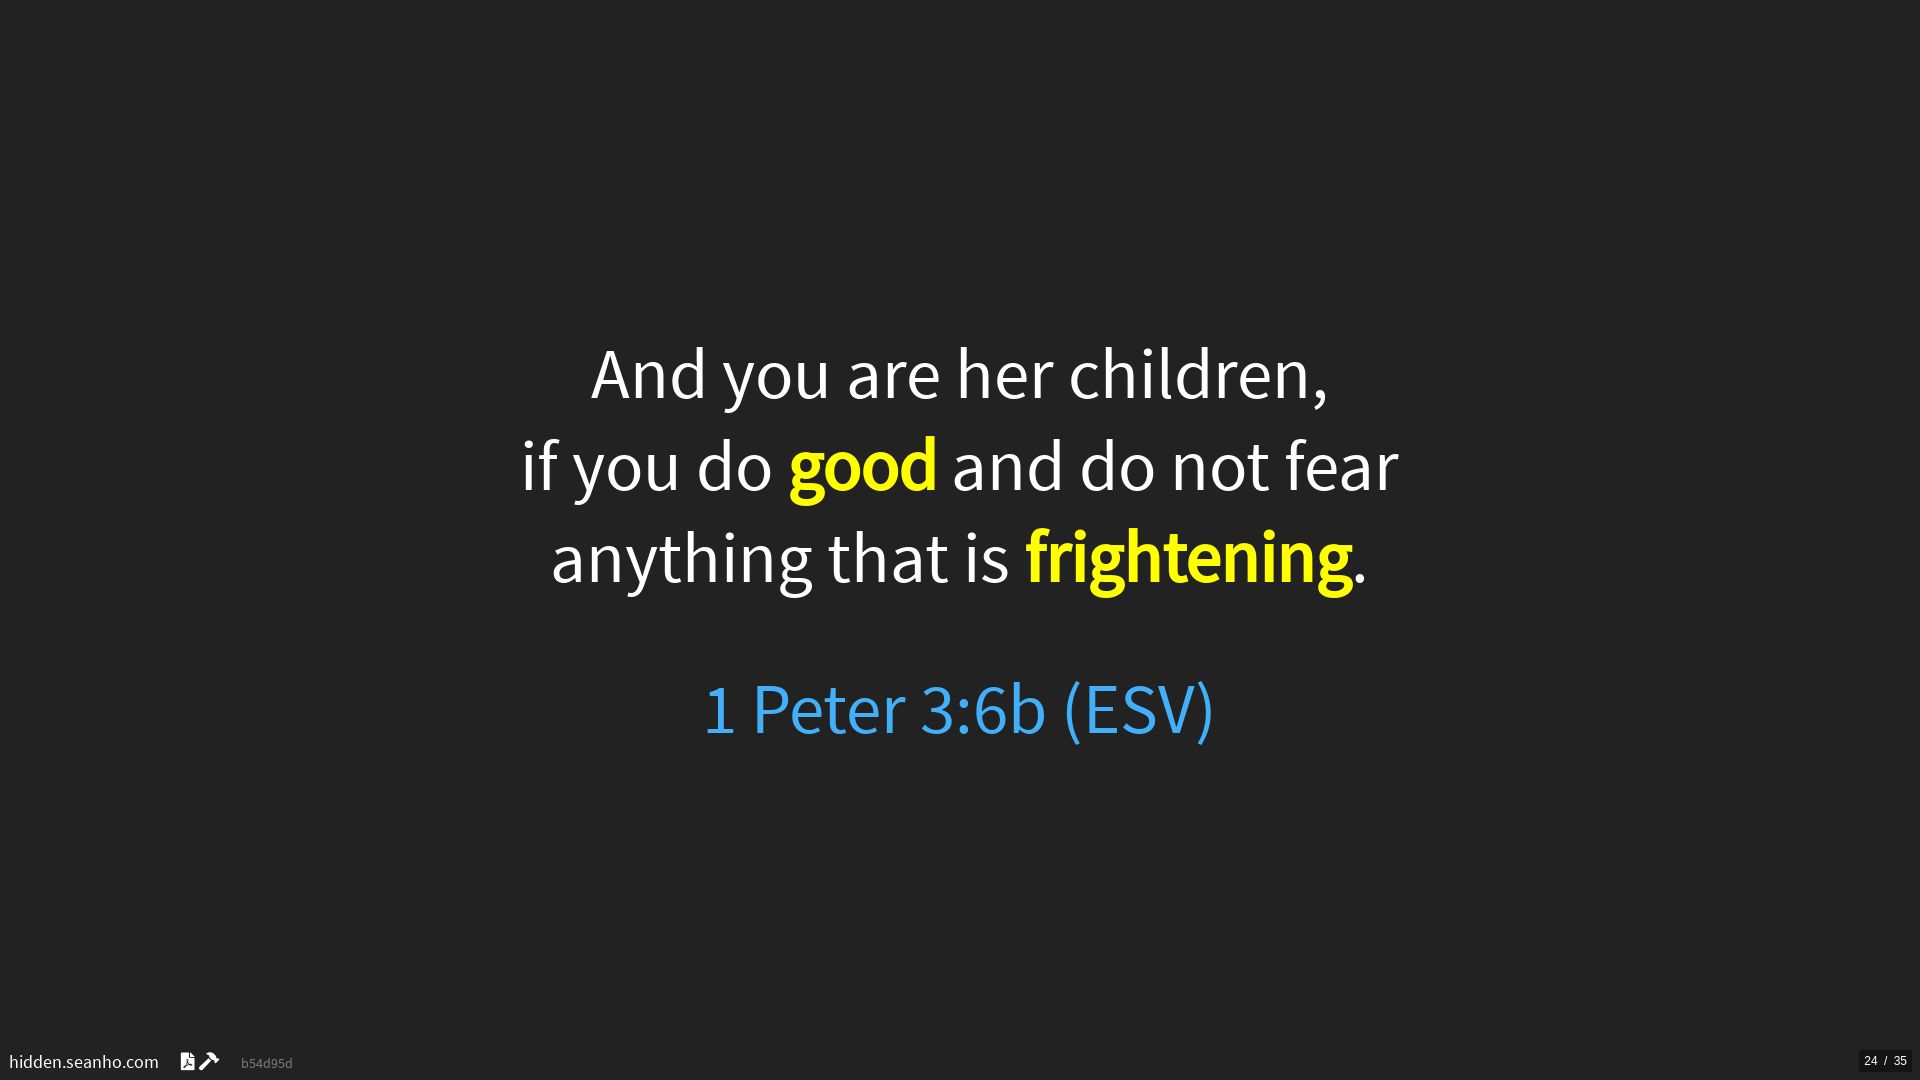 And you are her children,
if you do good and do not fear
anything that is frightening.
1 Peter 3:6b (ESV)
hidden.seanho.com
b54d95d
24 / 35